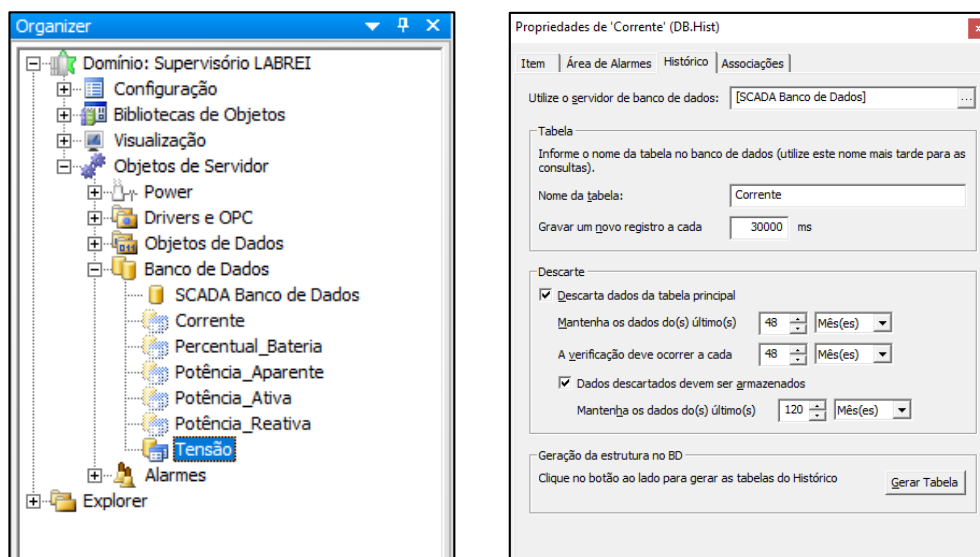 Organizer
Domínio: Supervisório LABREI
Configuração
Bibliotecas de Objetos
Visualização
Objetos de Servidor
Power
Drivers e OPC
Objetos de Dados
Banco de Dados
SCADA Banco de Dados
Corrente
Percentual_Bateria
Potência_Aparente
Potência_Ativa
Potência_Reativa
Tensão
Alarmes
Explorer
Propriedades de 'Corrente' (DB.Hist)
Item Área de Alarmes Histórico Associações
Utilize o servidor de banco de dados: [SCADA Banco de Dados] ...
Tabela
Informe o nome da tabela no banco de dados (utilize este nome mais tarde para as
consultas).
Nome da tabela: Corrente
Gravar um novo registro a cada 30000 ms
Descarte
Descarta dados da tabela principal
Mantenha os dados do(s) último(s) 48 Mês(es)
A verificação deve ocorrer a cada 48 Mês(es)
Dados descartados devem ser armazenados
Mantenha os dados do(s) último(s) 120 Mês(es)
Geração da estrutura no BD
Clique no botão ao lado para gerar as tabelas do Histórico Gerar Tabela